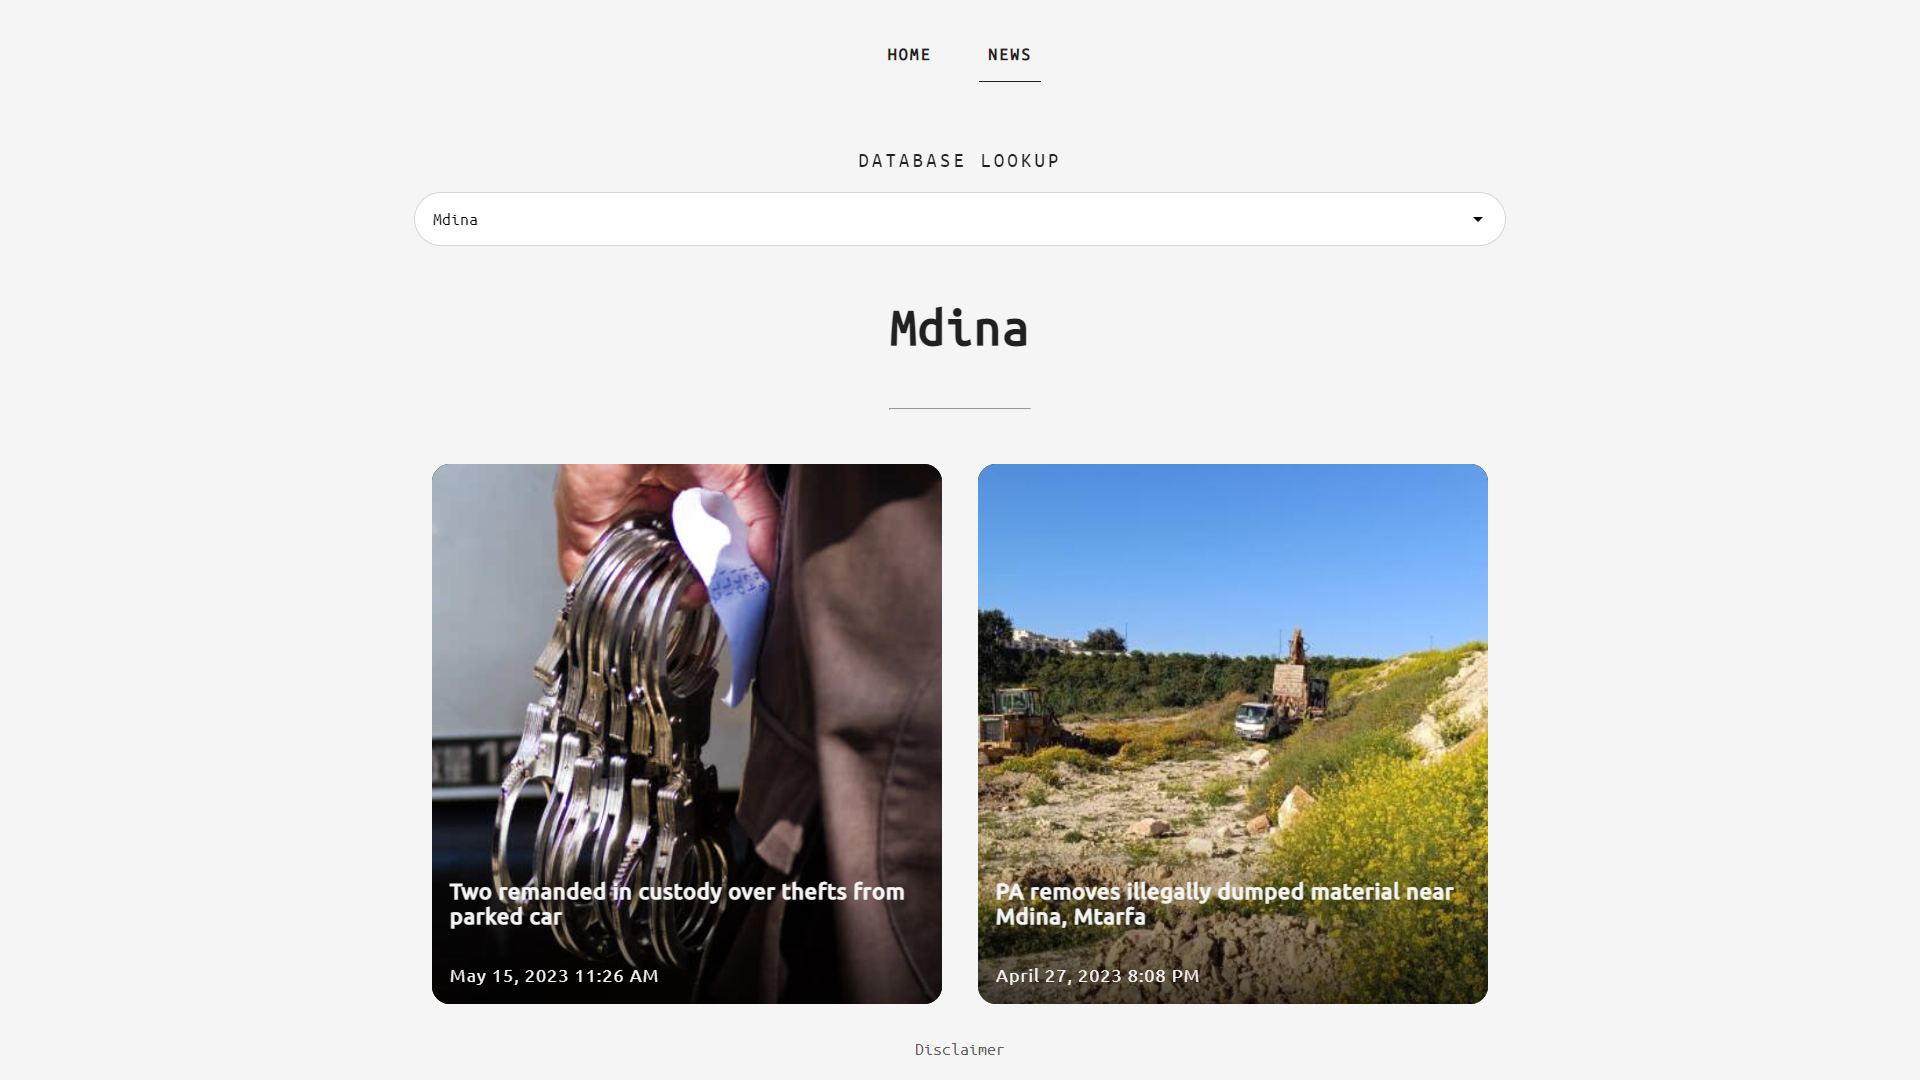 HOME NEWS
DATABASE LOOKUP
Mdina
Mdina
Two remanded in custody over thefts from
parked car
May 15, 2023 11:26 AM
PA removes illegally dumped material near
Mdina, Mtarfa
April 27, 2023 8:08 PM
Disclaimer